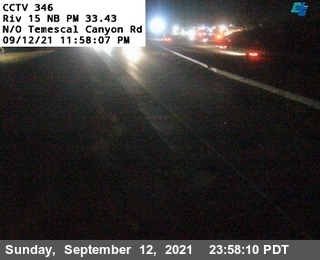 CCTV 346
Riv 15 NB PM 33.43
N/O Temescal Canyon Rd
09/12/21 11:58:07 PM
Sunday, September 12, 2021 23:58:10 PDT